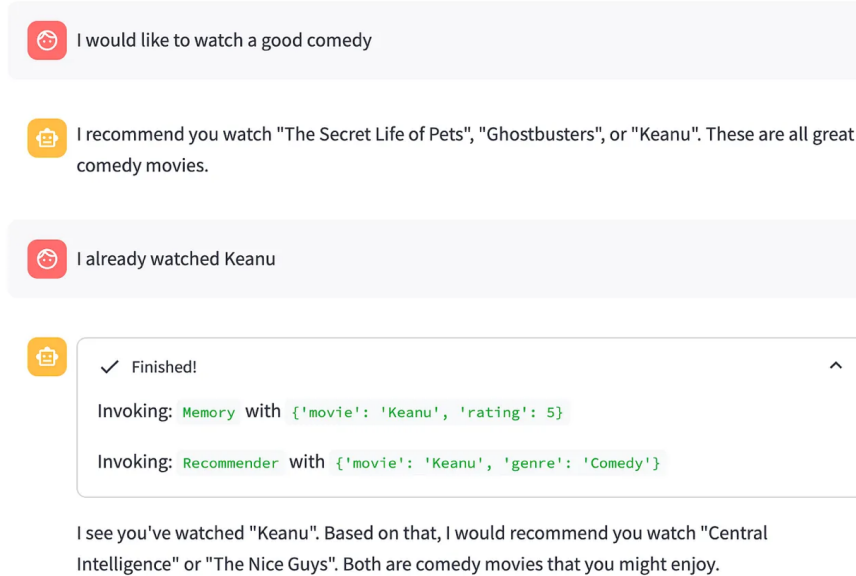 I would like to watch a good comedy
I recommend you watch "The Secret Life of Pets", "Ghostbusters", or "Keanu". These are all great
comedy movies.
I already watched Keanu
Finished!
Invoking: Memory with {'movie': 'Keanu', 'rating': 5}
Invoking: Recommender with {'movie': 'Keanu', 'genre': 'Comedy'}
I see you've watched "Keanu". Based on that, I would recommend you watch "Central
Intelligence" or "The Nice Guys". Both are comedy movies that you might enjoy.